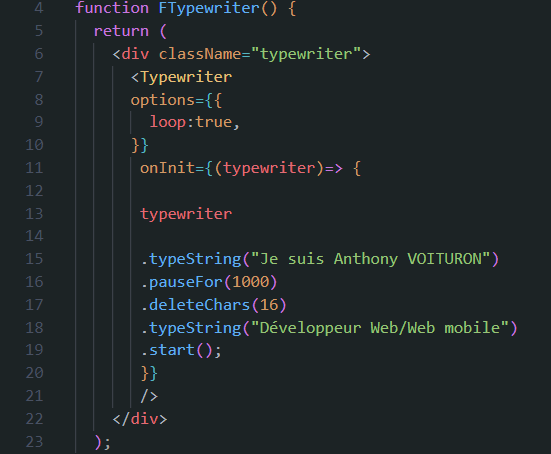 4 function FTypewriter() {
5 return (
6 <div className="typewriter">
7 <Typewriter
8 options={{
9 loop:true,
10 }}
11 onInit={(typewriter)=> {
12
13 typewriter
14
15 .typeString("Je suis Anthony VOITURON")
16 .pauseFor(1000)
17 .deleteChars(16)
18 .typeString("Développeur Web/Web mobile")
19 .start();
20 }}
21 />
22 </div>
23 );